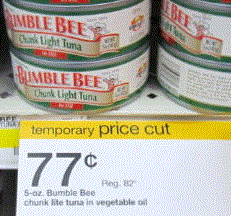 BUMBLE BEE
Chunk Light Tuna
BUMBLE BEE
Chunk Light Tuna
temporary price cut
77¢
Reg. 82¢
5-oz. Bumble Bee
chunk lite tuna in vegetable oil